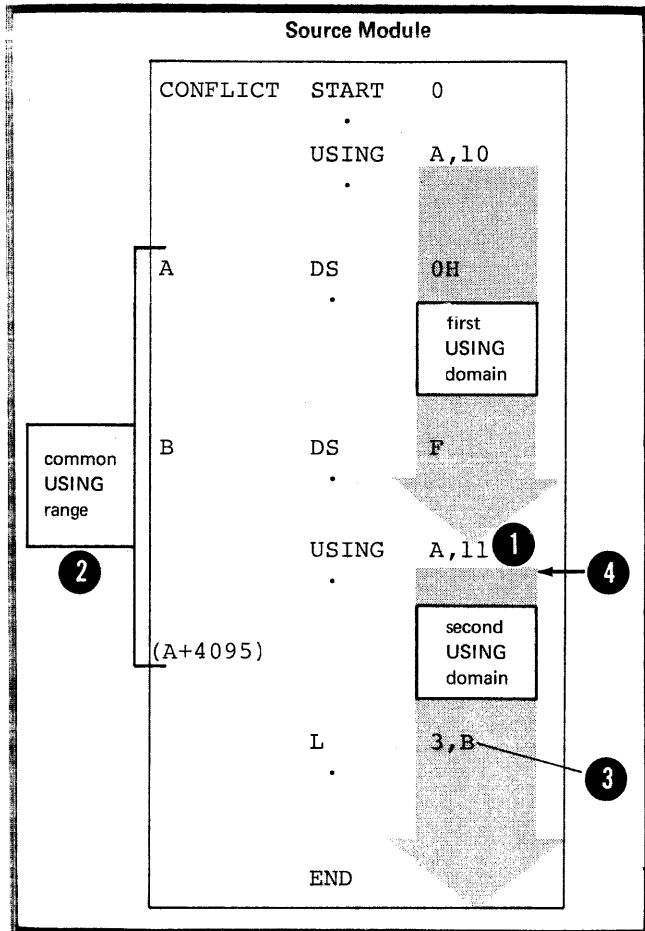 Source Module
CONFLICT START 0
.
USING A,10
.
A DS 0H
.
first
USING
domain
common
USING
range
2
B DS F
.
USING A,11 1
.
4
second
USING
domain
(A+4095)
L 3,B
.
3
END